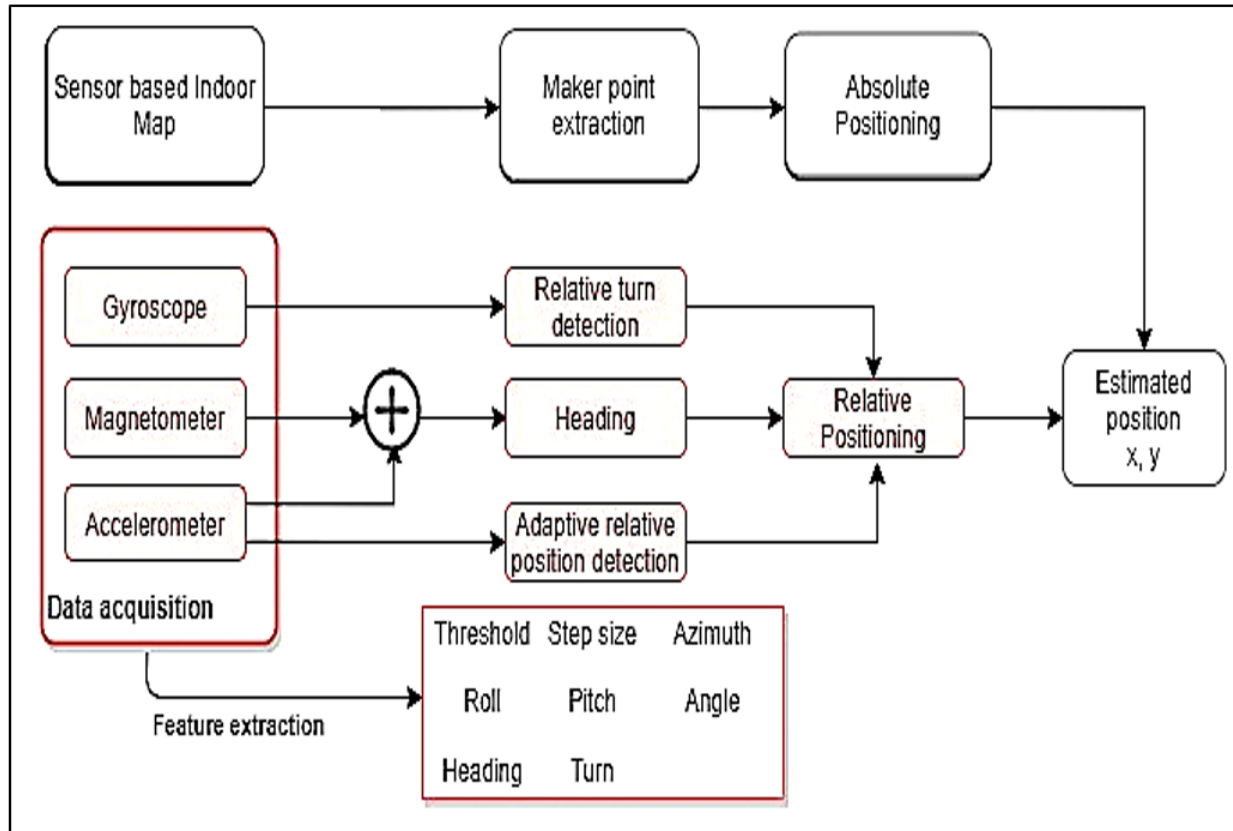 Sensor based Indoor
Map
Maker point
extraction
Absolute
Positioning
Gyroscope
Relative turn
detection
Magnetometer
Heading
Relative
Positioning
Estimated
position
x, y
Accelerometer
Adaptive relative
position detection
Data acquisition
Threshold Step size Azimuth
Roll Pitch Angle
Heading Turn
Feature extraction